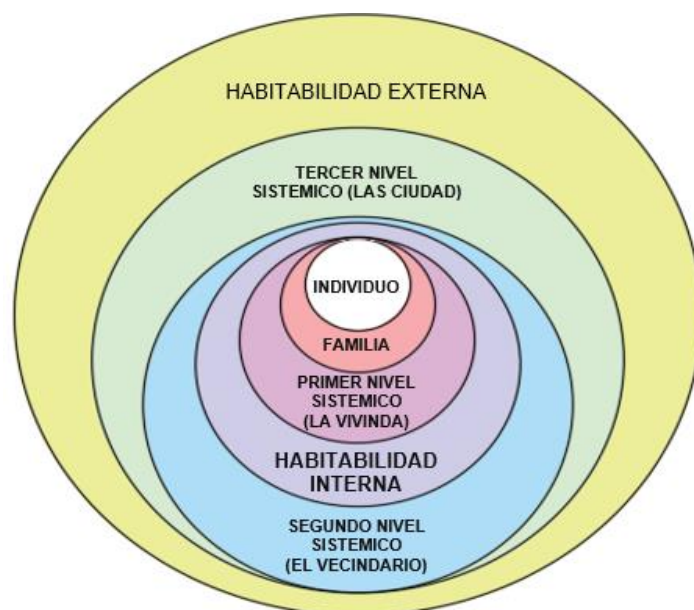 HABITABILIDAD EXTERNA
TERCER NIVEL
SISTEMICO (LAS CIUDAD)
INDIVIDUO
FAMILIA
PRIMER NIVEL
SISTEMICO
(LA VIVINDA)
HABITABILIDAD
INTERNA
SEGUNDO NIVEL
SISTEMICO
(EL VECINDARIO)